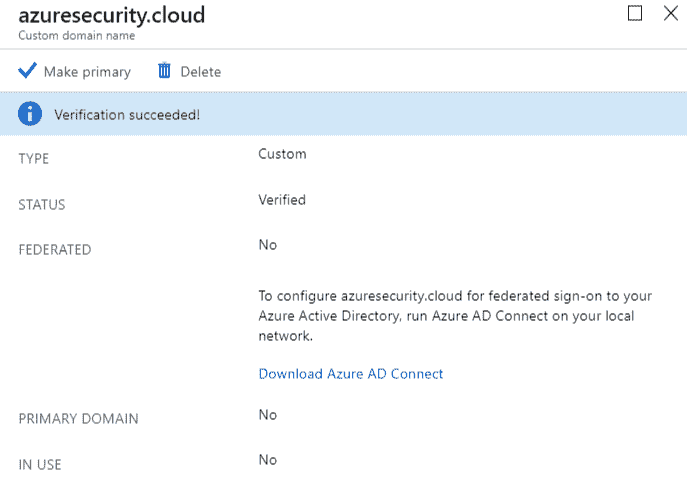 azuresecurity.cloud
Custom domain name
Make primary Delete
Verification succeeded!
TYPE Custom
STATUS Verified
FEDERATED No
To configure azuresecurity.cloud for federated sign-on to your
Azure Active Directory, run Azure AD Connect on your local
network.
Download Azure AD Connect
PRIMARY DOMAIN No
IN USE No